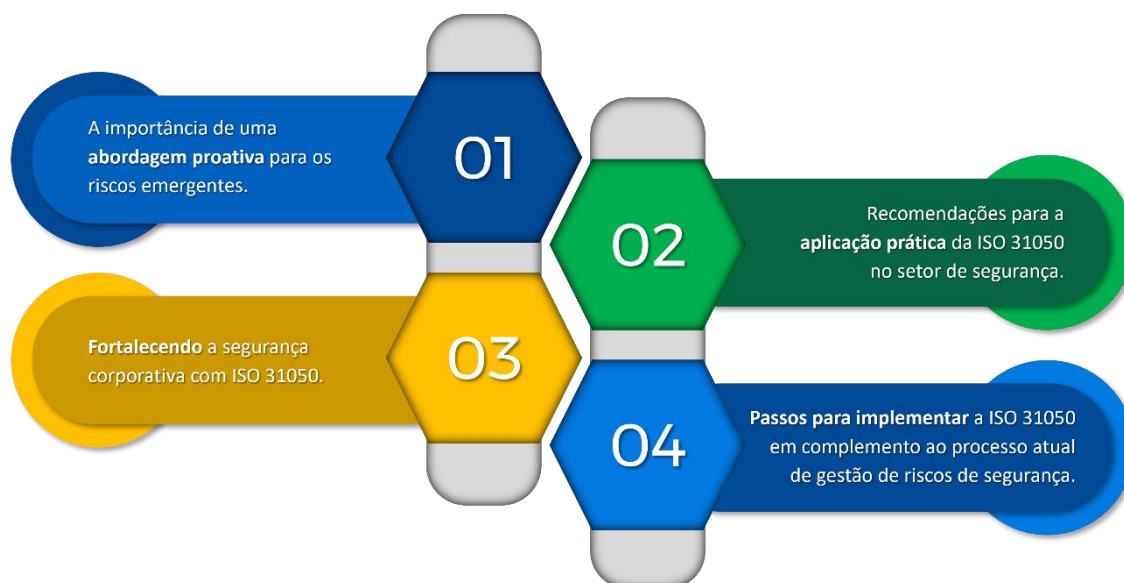 01
A importância de uma
abordagem proativa para os
riscos emergentes.
02
Recomendações para a
aplicação prática da ISO 31050
no setor de segurança.
03
Fortalecendo a segurança
corporativa com ISO 31050.
04
Passos para implementar a ISO 31050
em complemento ao processo atual
de gestão de riscos de segurança.